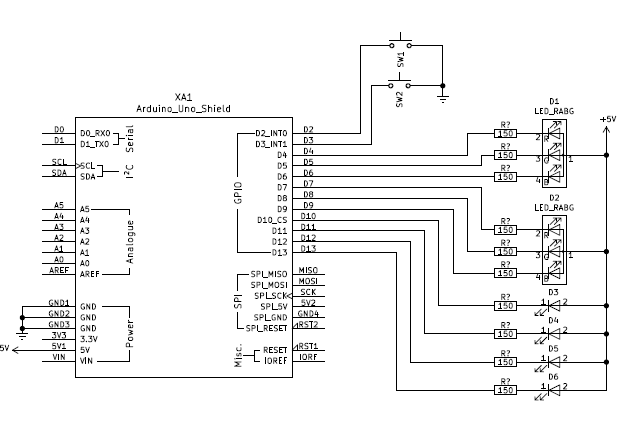 SW1
SW2
XA1
Arduino_Uno_Shield
D0
D0_RX0
D1
D1_TX0
Serial
SCL
SCL
SDA
SDA
I²C
A5
A5
A4
A4
A3
A3
A2
A2
A1
A1
A0
A0
AREF
AREF
Analogue
GND1
GND
GND2
GND
GND3
GND
3V3
3.3V
5V
5V1
5V
VIN
VIN
Power
GPIO
D2_INT0
D2
D3_INT1
D3
D4
D4
D5
D5
D6
D6
D7
D7
D8
D8
D9
D9
D10_CS
D10
D11
D11
D12
D12
D13
D13
SPI
SPI_MISO
MISO
SPI_MOSI
MOSI
SPI_SCK
SCK
SPI_5V
5V2
SPI_GND
GND4
SPI_RESET
RST2
Misc.
RESET
RST1
IOREF
IORF
D1
LED_RABG
+5V
R?
150
2
R
R?
150
3
G
1
R?
150
4
B
D2
LED_RABG
R?
150
2
R
R?
150
3
G
1
R?
150
4
B
D3
R?
150
1
2
D4
R?
150
1
2
D5
R?
150
1
2
D6
R?
150
1
2